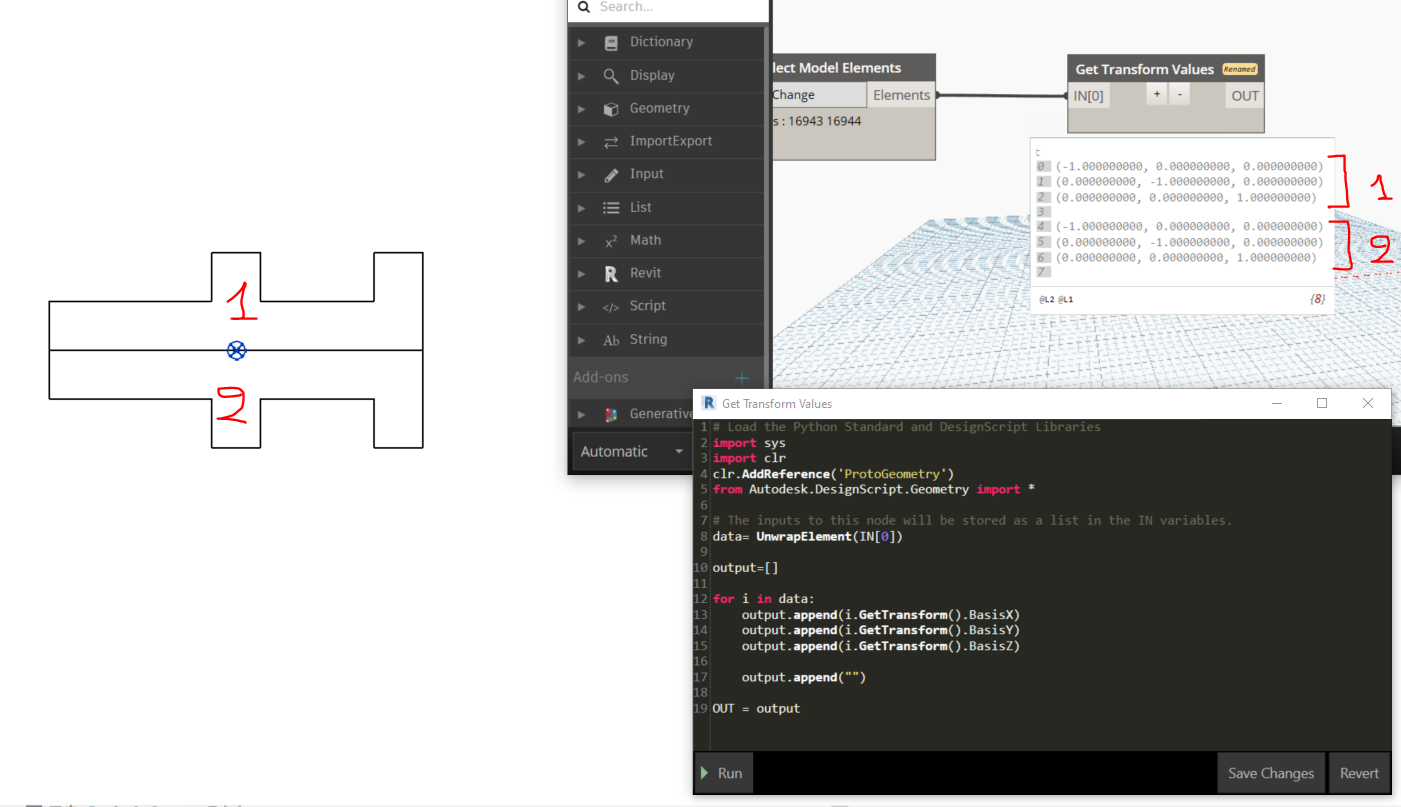 Search...
Dictionary
Display
Geometry
ImportExport
Input
List
Math
Revit
Script
String
Add-ons
Generative
Automatic
lect Model Elements
Change
Elements
s : 16943 16944
Get Transform Values Renamed
IN[0] + - OUT
0 (-1.000000000, 0.000000000, 0.000000000)
1 (0.000000000, -1.000000000, 0.000000000)
2 (0.000000000, 0.000000000, 1.000000000)
3
4 (-1.000000000, 0.000000000, 0.000000000)
5 (0.000000000, -1.000000000, 0.000000000)
6 (0.000000000, 0.000000000, 1.000000000)
7
@L2 @L1 {8}
1
2
1
2
Get Transform Values
1 # Load the Python Standard and DesignScript Libraries
2 import sys
3 import clr
4 clr.AddReference('ProtoGeometry')
5 from Autodesk.DesignScript.Geometry import *
6
7 # The inputs to this node will be stored as a list in the IN variables.
8 data= UnwrapElement(IN[0])
9
10 output=[]
11
12 for i in data:
13 output.append(i.GetTransform().BasisX)
14 output.append(i.GetTransform().BasisY)
15 output.append(i.GetTransform().BasisZ)
16
17 output.append("")
18
19 OUT = output
Run
Save Changes
Revert